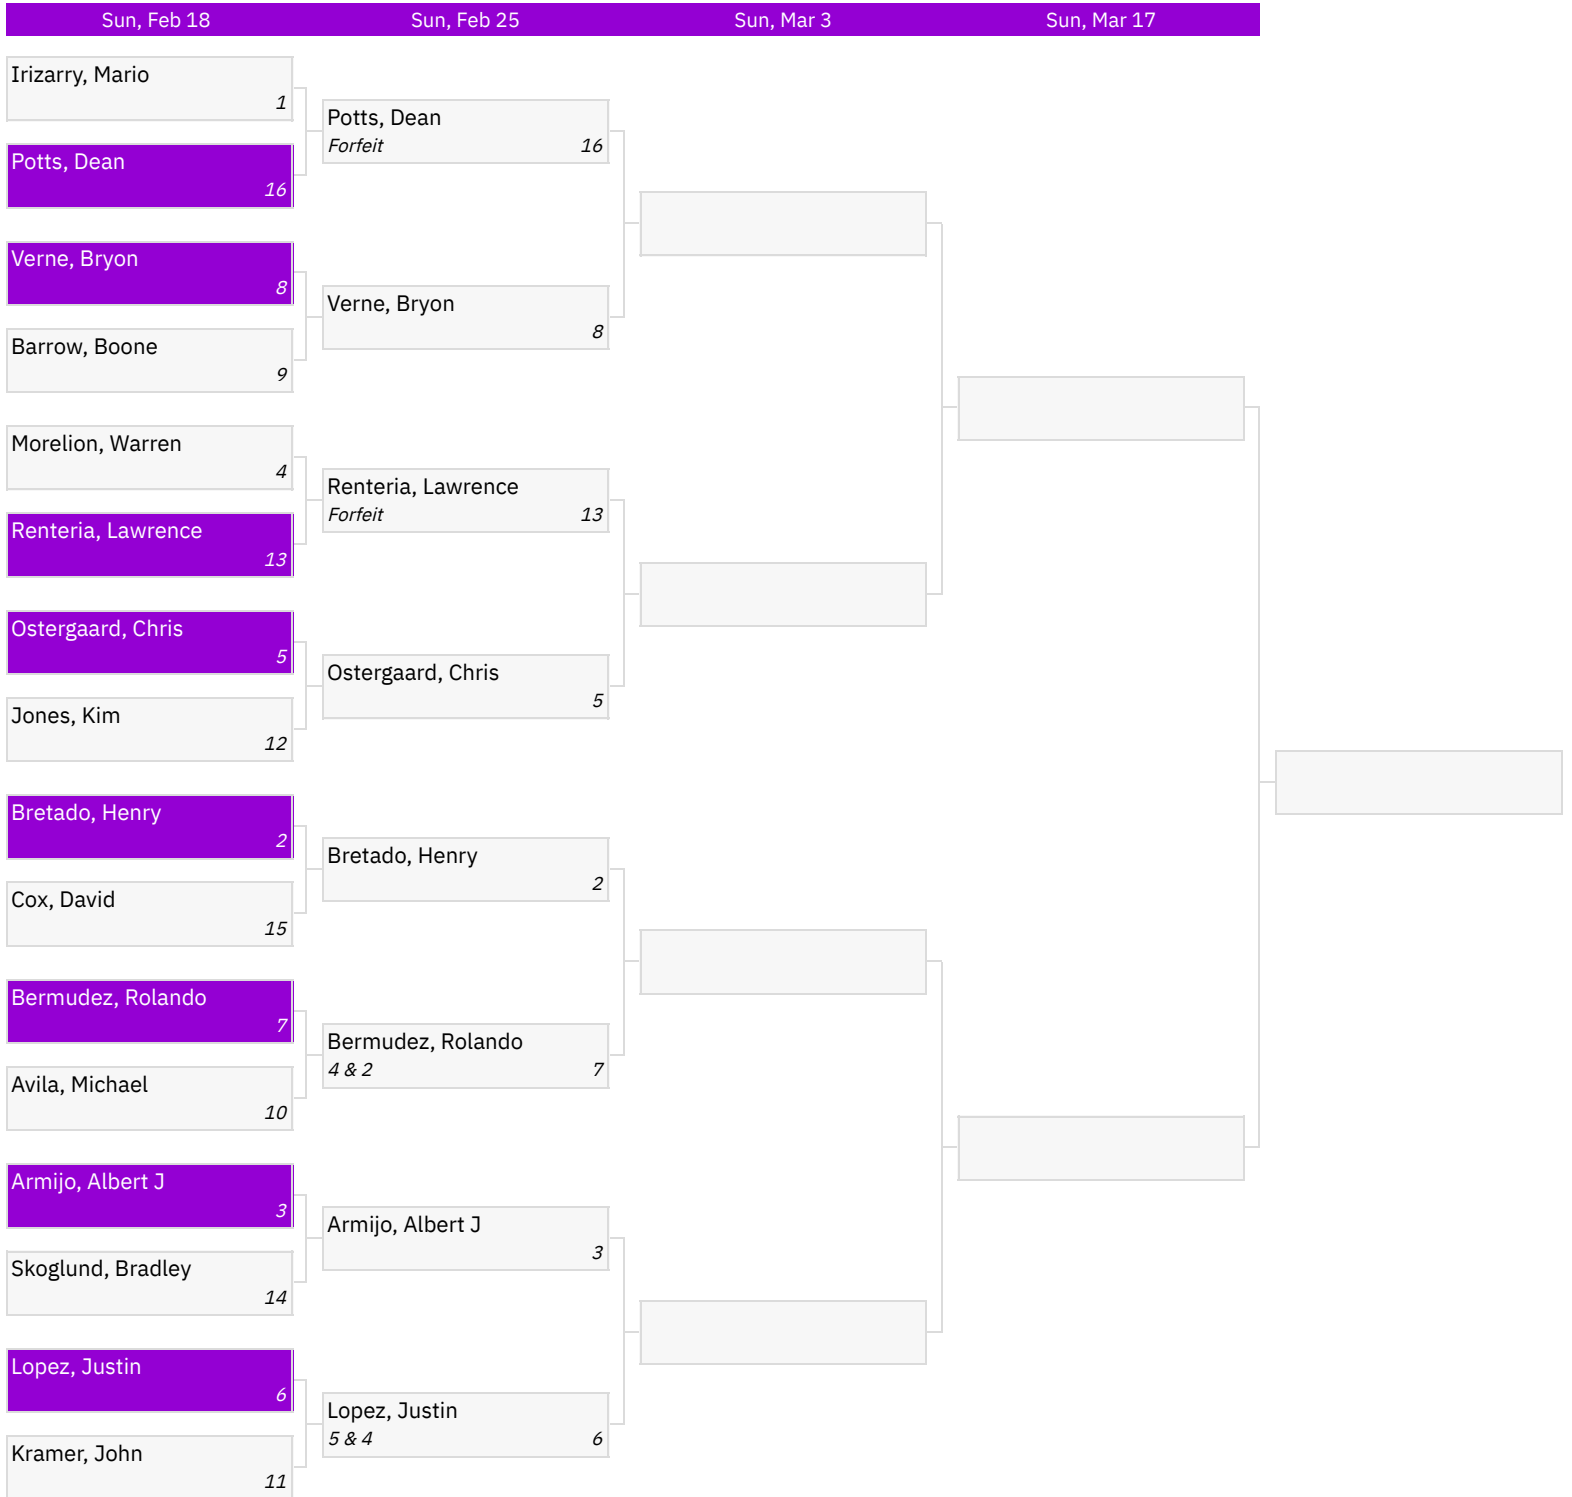 Sun, Feb 18
Sun, Feb 25
Sun, Mar 3
Sun, Mar 17
Irizarry, Mario
1
Potts, Dean
16
Verne, Bryon
8
Barrow, Boone
9
Morelion, Warren
4
Renteria, Lawrence
13
Ostergaard, Chris
5
Jones, Kim
12
Bretado, Henry
2
Cox, David
15
Bermudez, Rolando
7
Avila, Michael
10
Armijo, Albert J
3
Skoglund, Bradley
14
Lopez, Justin
6
Kramer, John
11
Potts, Dean
Forfeit 16
Verne, Bryon
8
Renteria, Lawrence
Forfeit 13
Ostergaard, Chris
5
Bretado, Henry
2
Bermudez, Rolando
4 & 2 7
Armijo, Albert J
3
Lopez, Justin
5 & 4 6